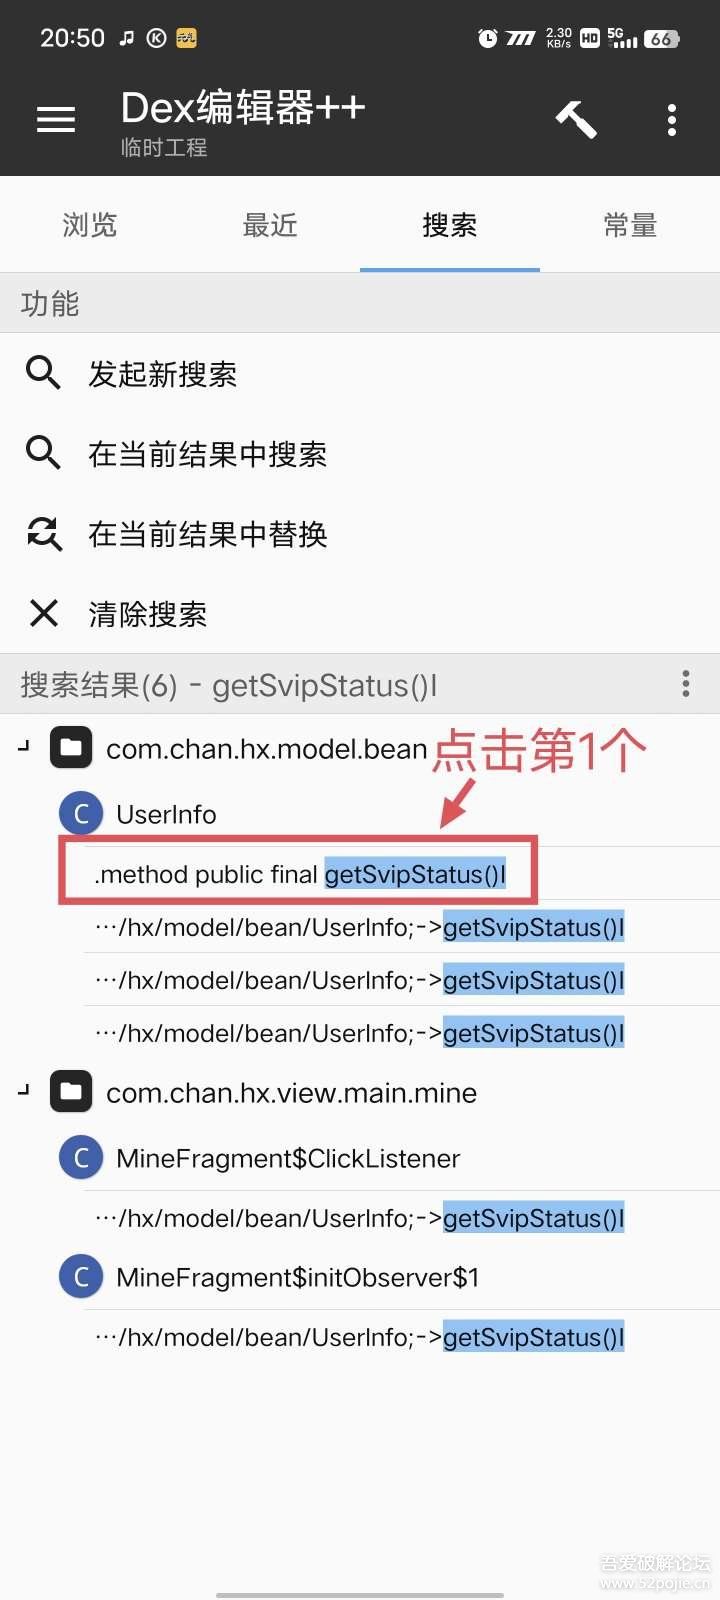 20:50
2.30 KB/s HD 5G 66
Dex编辑器++
临时工程
浏览 最近 搜索 常量
功能
发起新搜索
在当前结果中搜索
在当前结果中替换
清除搜索
搜索结果(6) - getSvipStatus()I
com.chan.hx.model.bean
点击第1个
C UserInfo
.method public final getSvipStatus()I
···/hx/model/bean/UserInfo;->getSvipStatus()I
···/hx/model/bean/UserInfo;->getSvipStatus()I
···/hx/model/bean/UserInfo;->getSvipStatus()I
com.chan.hx.view.main.mine
C MineFragment$ClickListener
···/hx/model/bean/UserInfo;->getSvipStatus()I
C MineFragment$initObserver$1
···/hx/model/bean/UserInfo;->getSvipStatus()I
吾爱破解论坛
www.52pojie.cn